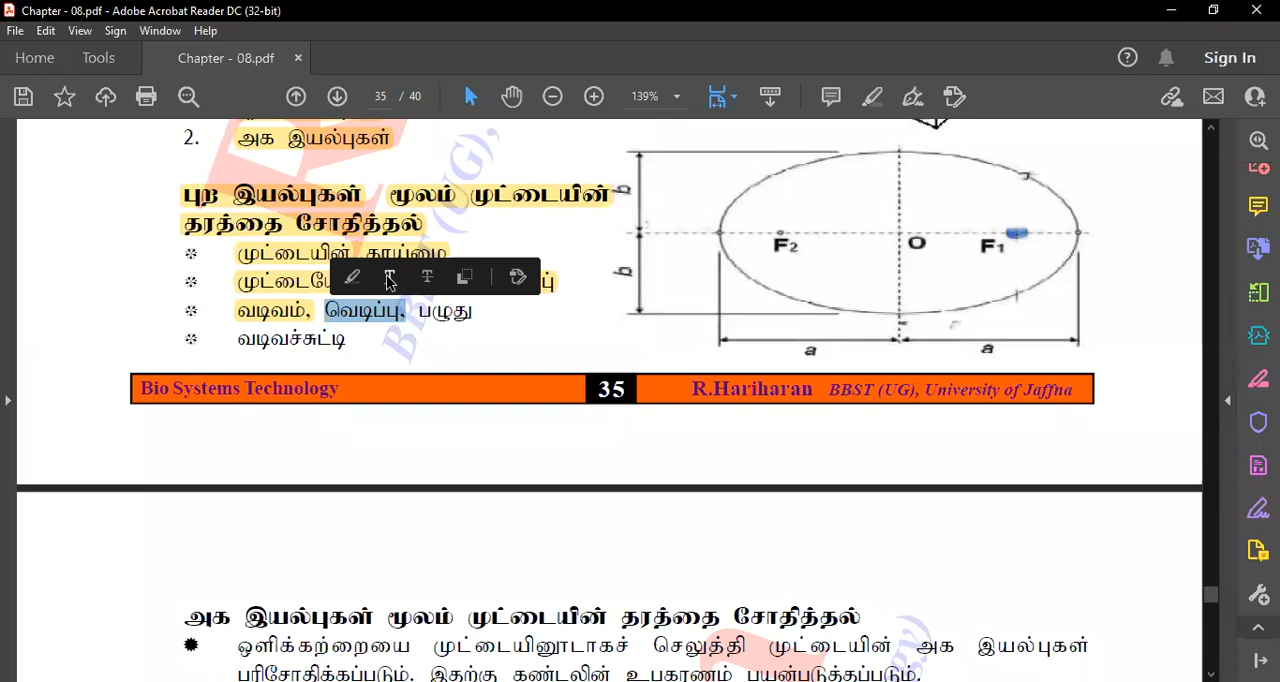 Chapter - 08.pdf - Adobe Acrobat Reader DC (32-bit)
File Edit View Sign Window Help
Home Tools Chapter - 08.pdf × Sign In
35 / 40 139%
2. அக இயல்புகள்
புற இயல்புகள் மூலம் முட்டையின்
தரத்தை சோதித்தல்
முட்டையின் காய்மை
வடிவம், வெடிப்பு, பழுது
வடிவச்சுட்டி
b
b
F2 O F1
a a
Bio Systems Technology 35 R.Hariharan BBST (UG), University of Jaffna
அக இயல்புகள் மூலம் முட்டையின் தரத்தை சோதித்தல்
ஒளிக்கற்றையை முட்டையினூடாகச் செலுத்தி முட்டையின் அக இயல்புகள்
பரிசோதிக்கப்படும். இதற்கு கண்டலின் உபகரணம் பயன்படுத்தப்படும்.